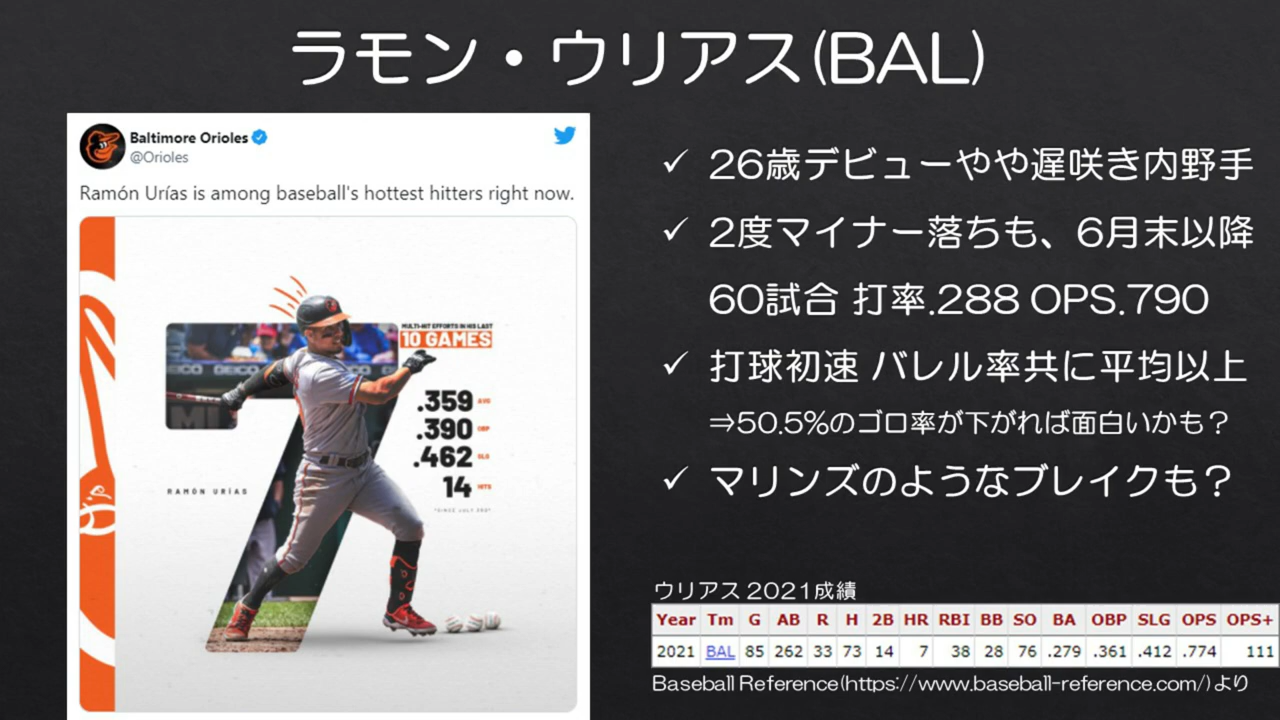 ラモン・ウリアス(BAL)
Baltimore Orioles
@Orioles
Ramón Urías is among baseball's hottest hitters right now.
MULTI-HIT EFFORTS IN HIS LAST
10 GAMES
.359 AVG
.390 OBP
.462 SLG
14 HITS
RAMÓN URÍAS
✓ 26歳デビューやや遅咲き内野手
✓ 2度マイナー落ちも、6月末以降
60試合 打率.288 OPS.790
✓ 打球初速 バレル率共に平均以上
⇒50.5%のゴロ率が下がれば面白いかも？
✓ マリンズのようなブレイクも？
ウリアス 2021成績
Year Tm G AB R H 2B HR RBI BB SO BA OBP SLG OPS OPS+
2021 BAL 85 262 33 73 14 7 38 28 76 .279 .361 .412 .774 111
Baseball Reference(https://www.baseball-reference.com/)より